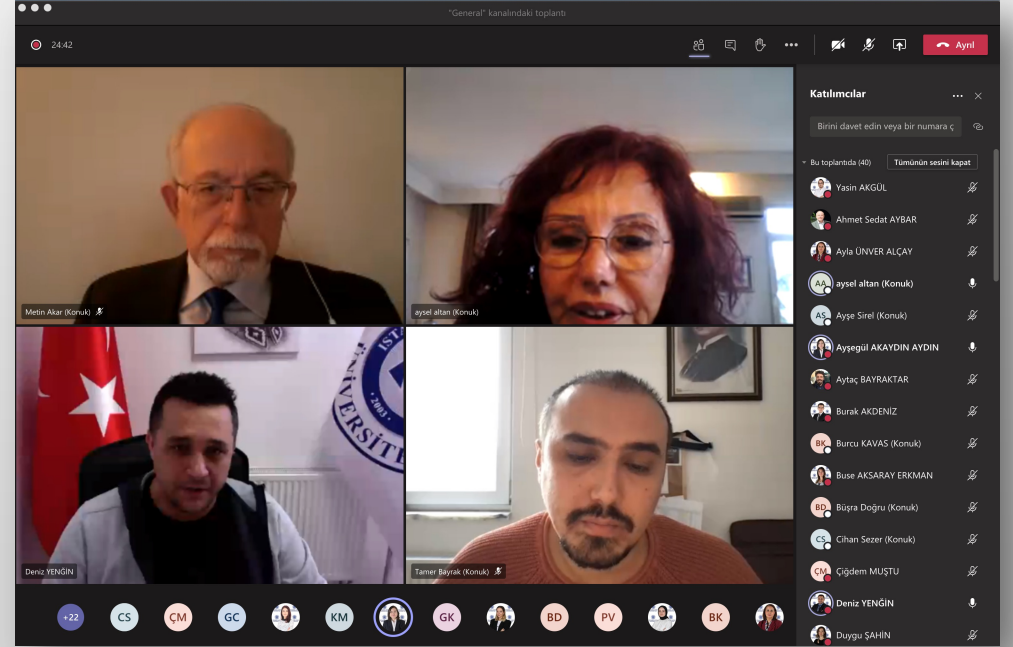 "General" kanalındaki toplantı
24:42
Ayrıl
Metin Akar (Konuk)
aysel altan (Konuk)
İST
ÜNİVERSİT
· 2003 ·
Deniz YENGİN
Tamer Bayrak (Konuk)
+22
CS
ÇM
GC
KM
GK
BD
PV
BK
Katılımcılar
Birini davet edin veya bir numara ç
Bu toplantıda (40)
Tümünün sesini kapat
Yasin AKGÜL
Ahmet Sedat AYBAR
Ayla ÜNVER ALÇAY
AA aysel altan (Konuk)
AS Ayşe Sirel (Konuk)
Ayşegül AKAYDIN AYDIN
Aytaç BAYRAKTAR
Burak AKDENİZ
BK Burcu KAVAS (Konuk)
Buse AKSARAY ERKMAN
BD Büşra Doğru (Konuk)
CS Cihan Sezer (Konuk)
ÇM Çiğdem MUŞTU
Deniz YENGİN
Duygu ŞAHİN